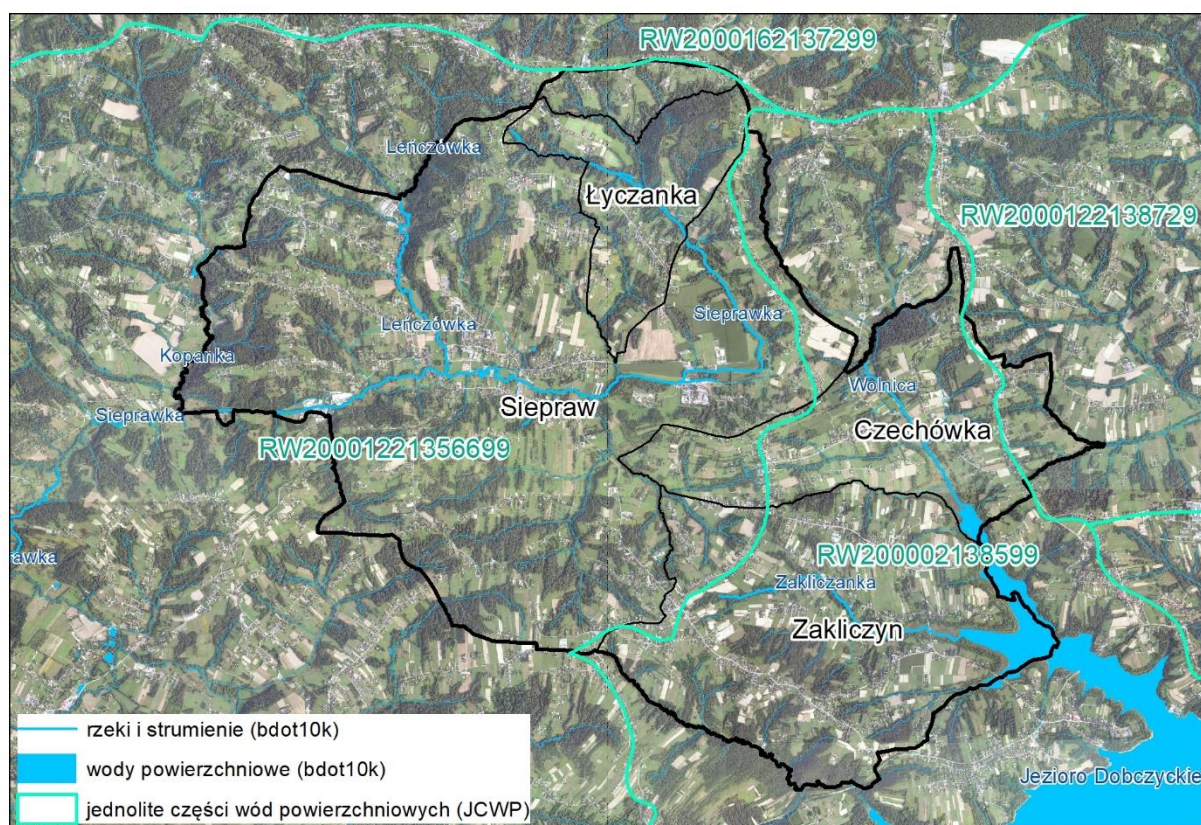 RW2000162137299
Leńczówka
Łyczanka
RW2000122138729
Sieprawka
Leńczówka
Kopanka
Wolnica
Sieprawka
Siepraw
Czechówka
RW20001221356699
rawka
RW200002138599
Zakliczanka
Zakliczyn
rzeki i strumienie (bdot10k)
wody powierzchniowe (bdot10k)
Jezioro Dobczyckie
jednolite części wód powierzchniowych (JCWP)